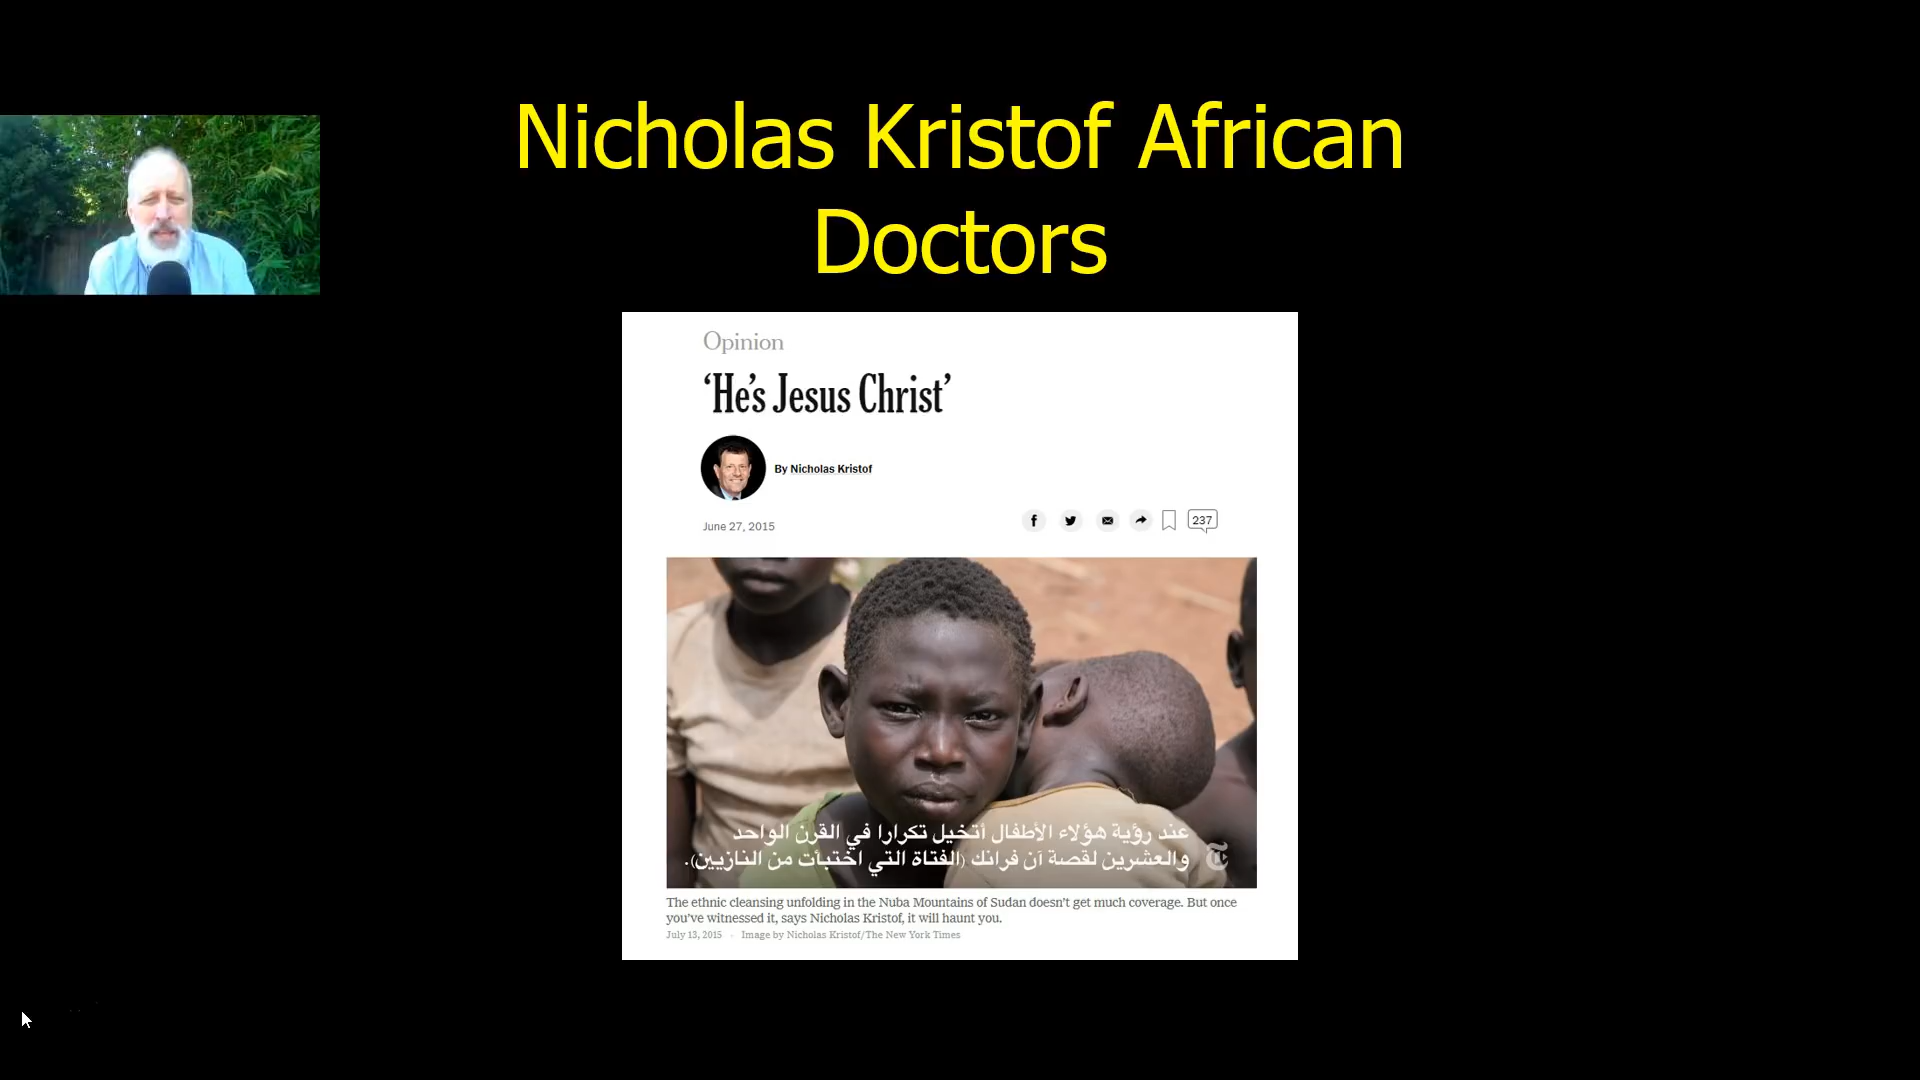 Nicholas Kristof African
Doctors
Opinion
‘He’s Jesus Christ’
By Nicholas Kristof
June 27, 2015
237
عند رؤية هؤلاء الأطفال أتخيل تكرارا في القرن الواحد
والعشرين لقصة آن فرانك (الفتاة التي اختبأت من النازيين).
The ethnic cleansing unfolding in the Nuba Mountains of Sudan doesn’t get much coverage. But once
you’ve witnessed it, says Nicholas Kristof, it will haunt you.
July 13, 2015 · Image by Nicholas Kristof/The New York Times